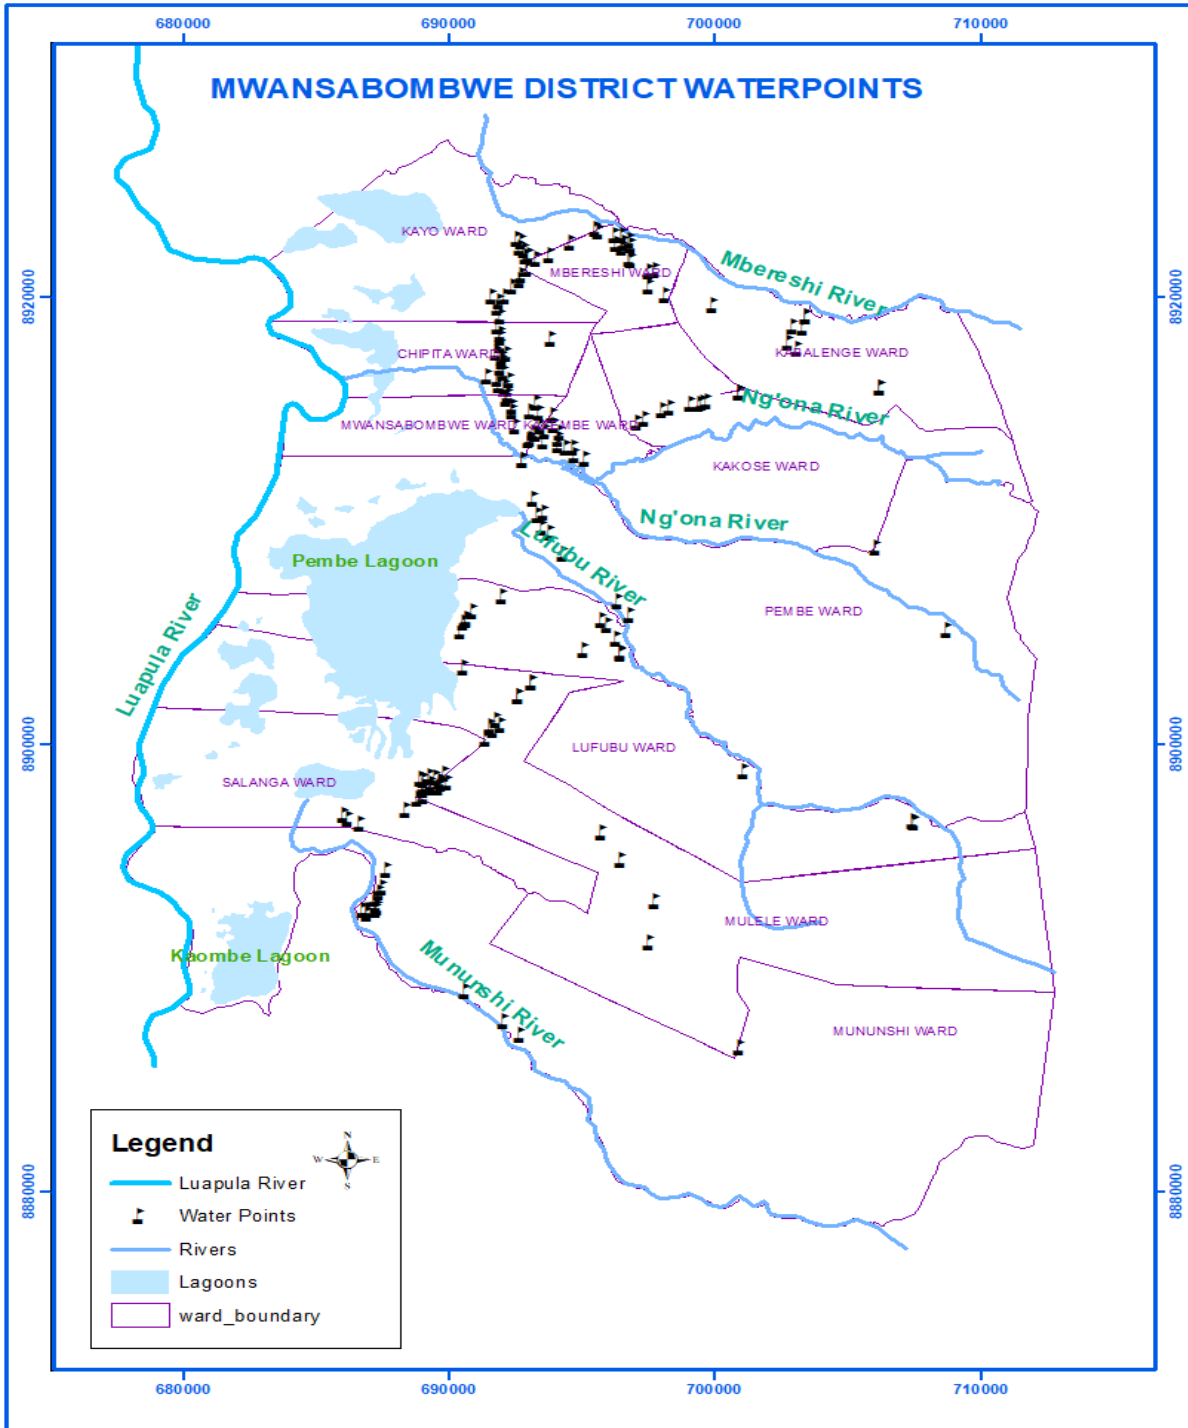 680000 690000 700000 710000
MWANSABOMBWE DISTRICT WATERPOINTS
KAYO WARD
MBERESHI WARD
Mbereshi River
8920000
8920000
CHIPITA WARD
KABALENGE WARD
Ng'ona River
MWANSABOMBWE WARD
KAKOSE WARD
Ng'ona River
Lufubu River
Pembe Lagoon
PEMBE WARD
Luapula River
LUFUBU WARD
8900000
8900000
SALANGA WARD
MULELE WARD
Kaombe Lagoon
Mununshi River
MUNUNSHI WARD
Legend
N
W E
S
Luapula River
Water Points
Rivers
Lagoons
ward_boundary
8880000
8880000
680000 690000 700000 710000